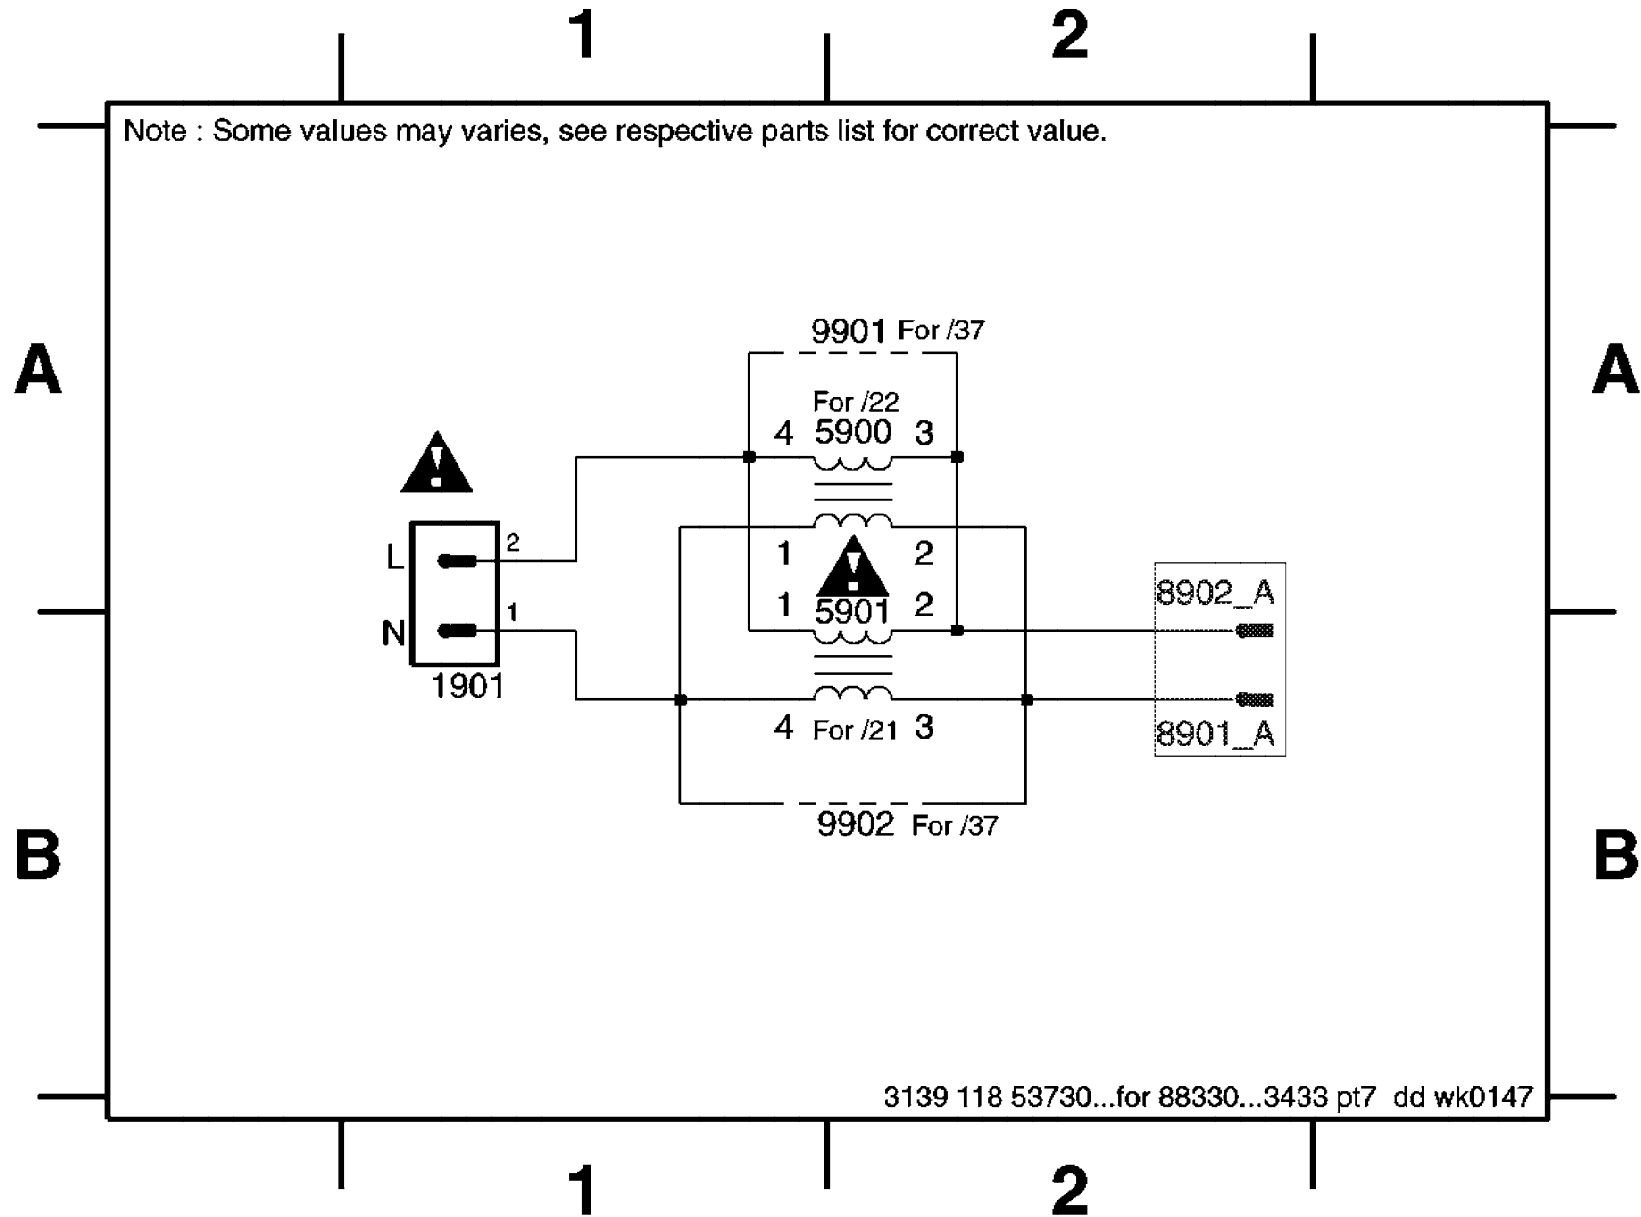 1 2
Note : Some values may varies, see respective parts list for correct value.
9901 For /37
A A
For /22
4 5900 3
L 2
1 2
8902_A
1 5901 2
N 1
1901
4 For /21 3
8901_A
9902 For /37
B B
3139 118 53730...for 88330...3433 pt7 dd wk0147
1 2